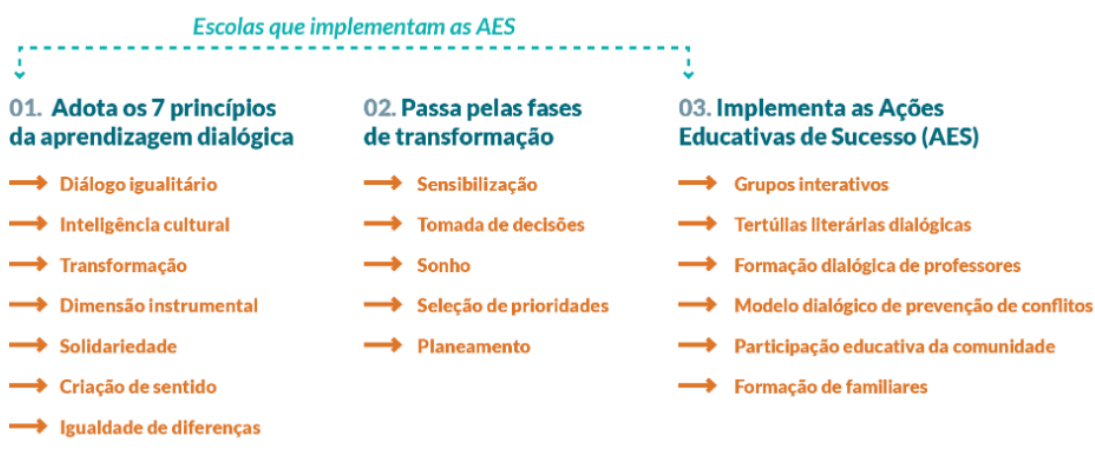 Escolas que implementam as AES
01. Adota os 7 princípios
da aprendizagem dialógica
Diálogo igualitário
Inteligência cultural
Transformação
Dimensão instrumental
Solidariedade
Criação de sentido
Igualdade de diferenças
02. Passa pelas fases
de transformação
Sensibilização
Tomada de decisões
Sonho
Seleção de prioridades
Planeamento
03. Implementa as Ações
Educativas de Sucesso (AES)
Grupos interativos
Tertúlias literárias dialógicas
Formação dialógica de professores
Modelo dialógico de prevenção de conflitos
Participação educativa da comunidade
Formação de familiares